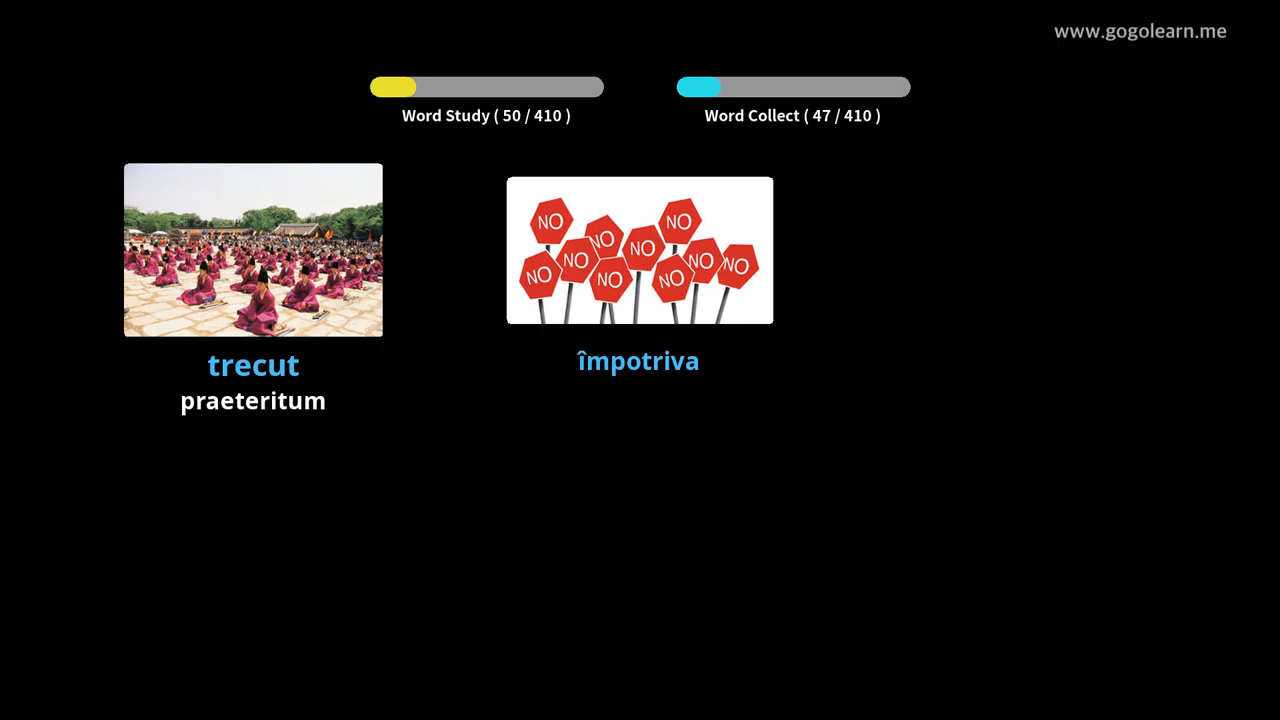 www.gogolearn.me
Word Study ( 50 / 410 )
Word Collect ( 47 / 410 )
trecut
praeteritum
NO
NO
NO
NO
NO
NO
NO
NO
NO
NO
împotriva